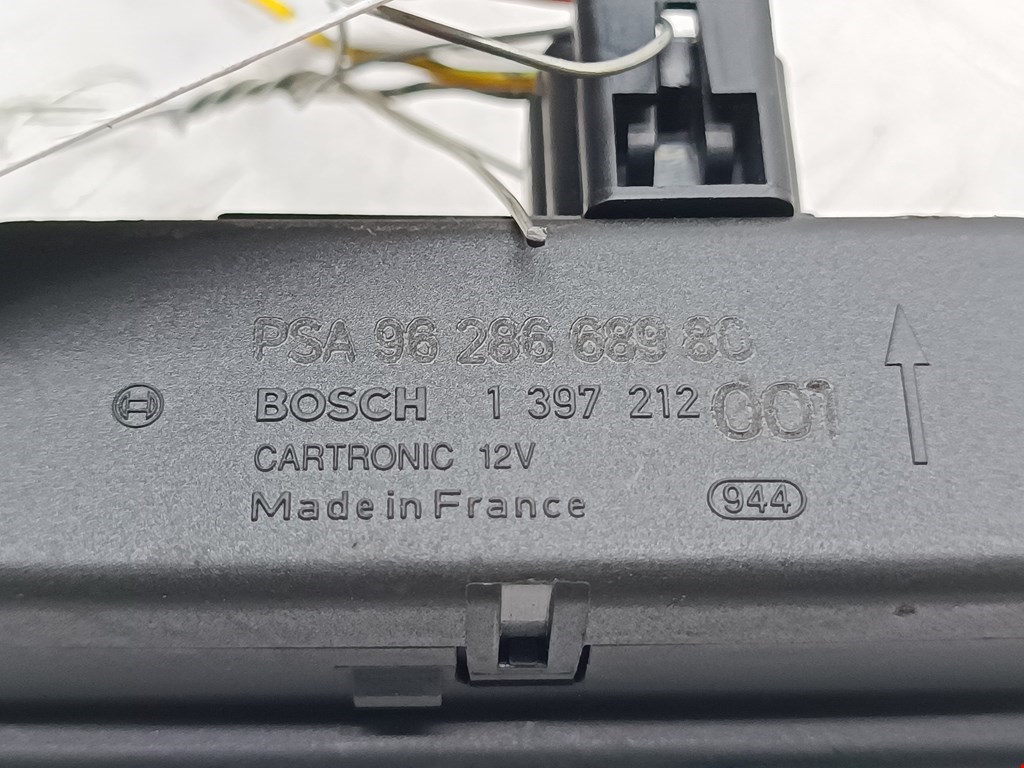 PSA 96 286 689 80
BOSCH 1 397 212 001
CARTRONIC 12V
Made in France 944